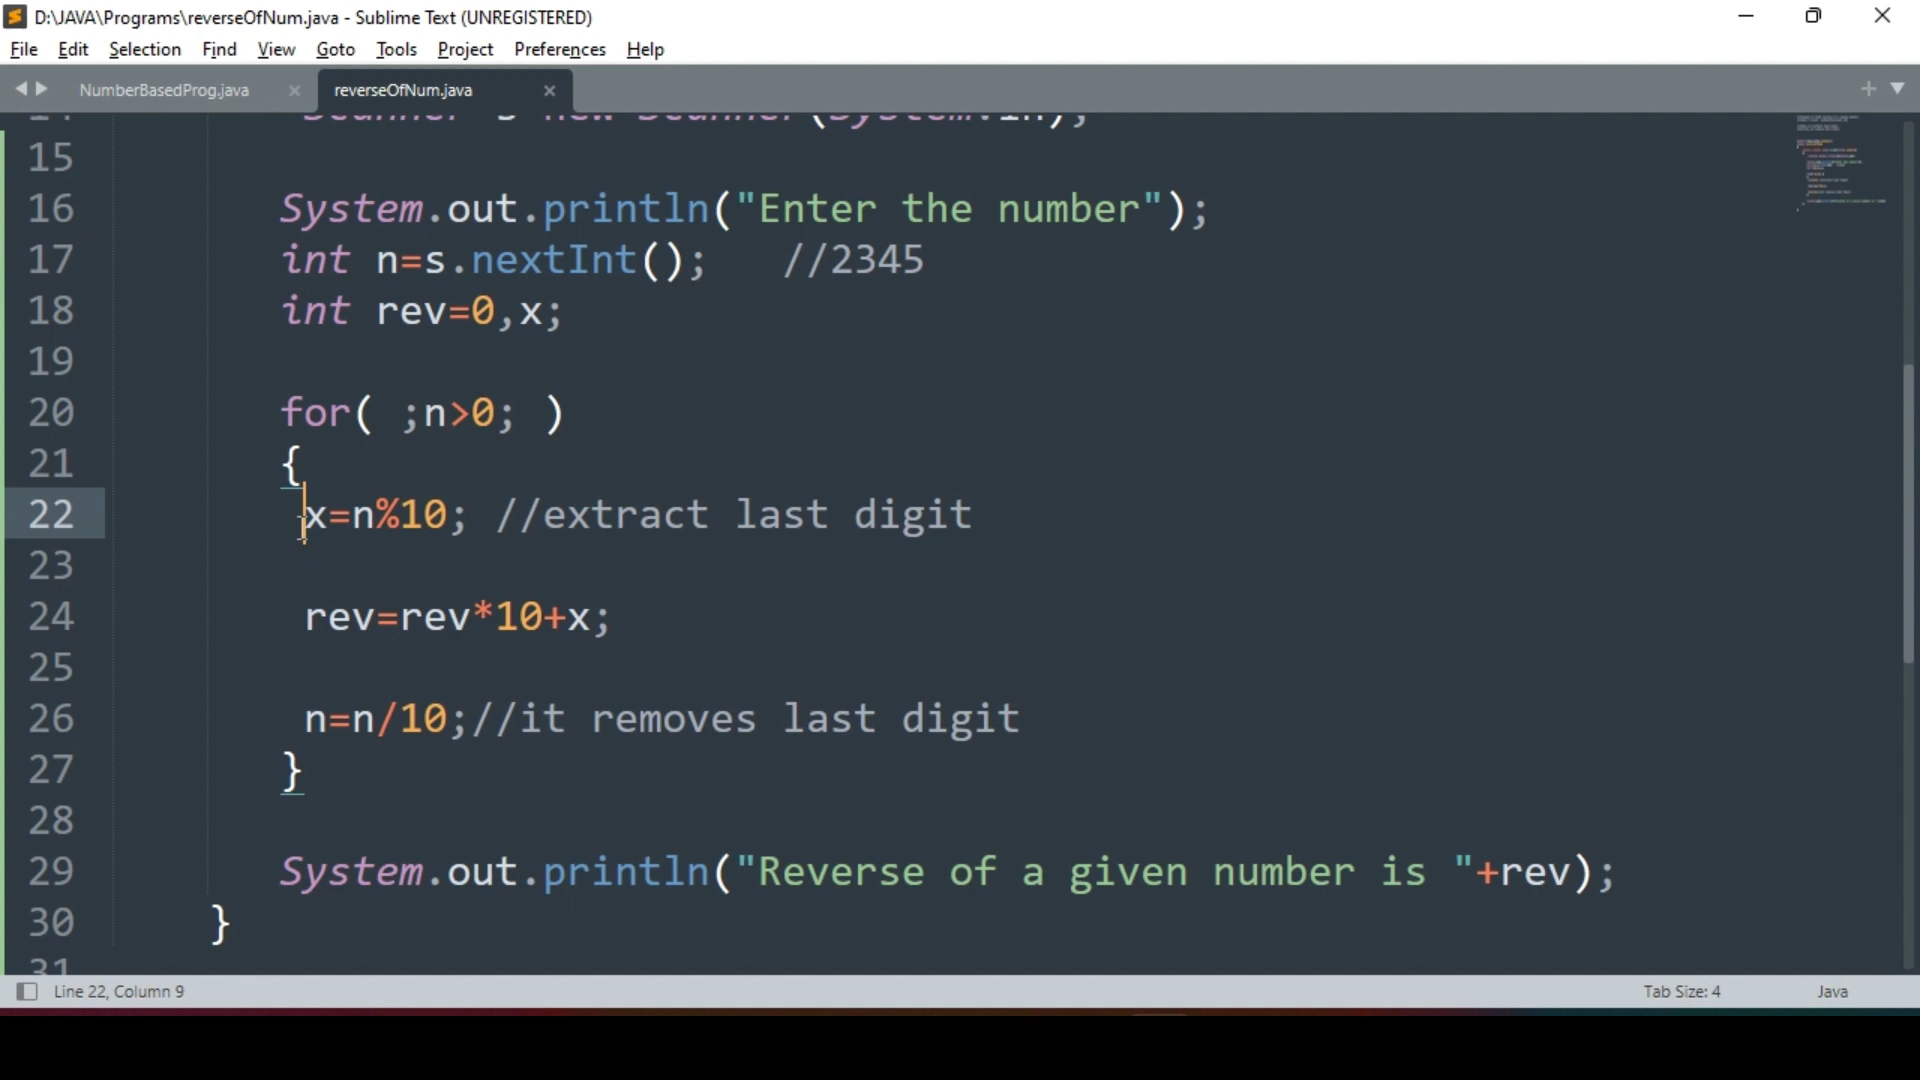 D:\JAVA\Programs\reverseOfNum.java - Sublime Text (UNREGISTERED)
File Edit Selection Find View Goto Tools Project Preferences Help
NumberBasedProg.java reverseOfNum.java
15
16 System.out.println("Enter the number");
17 int n=s.nextInt(); //2345
18 int rev=0,x;
19
20 for( ;n>0; )
21 {
22 x=n%10; //extract last digit
23
24 rev=rev*10+x;
25
26 n=n/10;//it removes last digit
27 }
28
29 System.out.println("Reverse of a given number is "+rev);
30 }
31
Line 22, Column 9 Tab Size: 4 Java